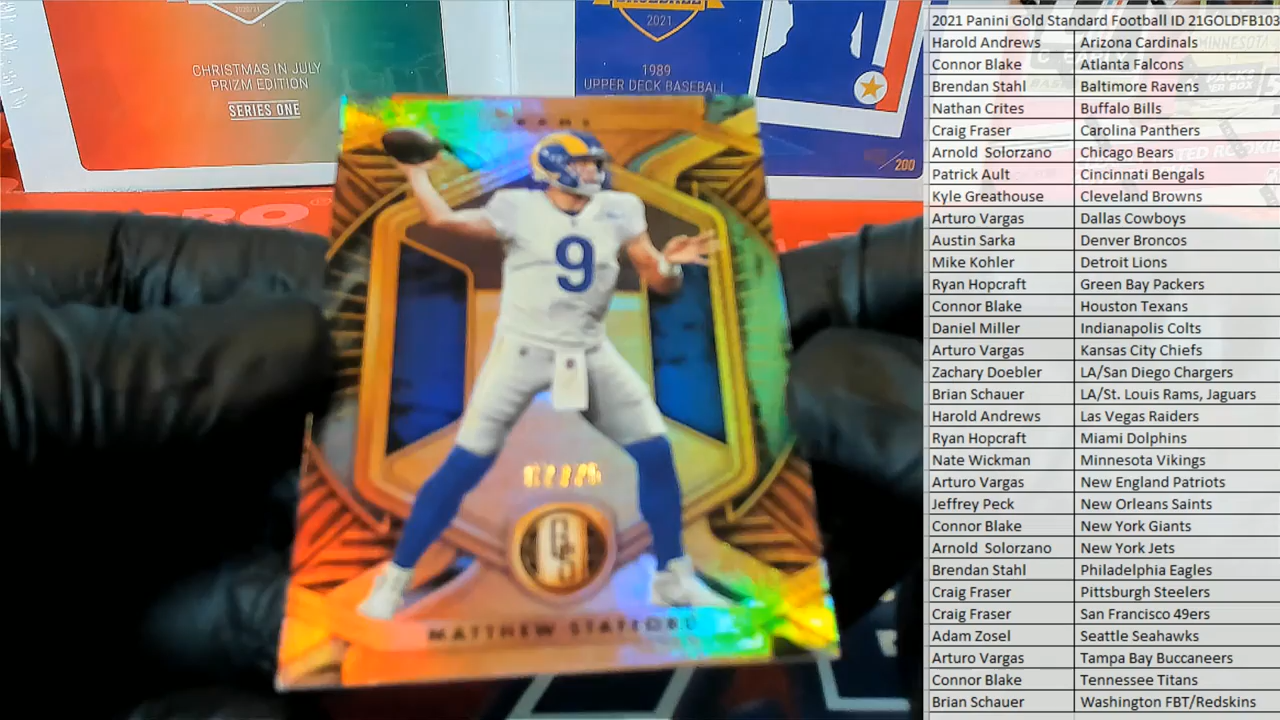 2020/21
CHRISTMAS IN JULY
PRIZM EDITION
SERIES ONE
2021
1989
UPPER DECK BASEBALL
/200
9
MATTHEW STAFFORD
2021 Panini Gold Standard Football ID 21GOLDFB103
Harold Andrews Arizona Cardinals
Connor Blake Atlanta Falcons
Brendan Stahl Baltimore Ravens
Nathan Crites Buffalo Bills
Craig Fraser Carolina Panthers
Arnold Solorzano Chicago Bears
Patrick Ault Cincinnati Bengals
Kyle Greathouse Cleveland Browns
Arturo Vargas Dallas Cowboys
Austin Sarka Denver Broncos
Mike Kohler Detroit Lions
Ryan Hopcraft Green Bay Packers
Connor Blake Houston Texans
Daniel Miller Indianapolis Colts
Arturo Vargas Kansas City Chiefs
Zachary Doebler LA/San Diego Chargers
Brian Schauer LA/St. Louis Rams, Jaguars
Harold Andrews Las Vegas Raiders
Ryan Hopcraft Miami Dolphins
Nate Wickman Minnesota Vikings
Arturo Vargas New England Patriots
Jeffrey Peck New Orleans Saints
Connor Blake New York Giants
Arnold Solorzano New York Jets
Brendan Stahl Philadelphia Eagles
Craig Fraser Pittsburgh Steelers
Craig Fraser San Francisco 49ers
Adam Zosel Seattle Seahawks
Arturo Vargas Tampa Bay Buccaneers
Connor Blake Tennessee Titans
Brian Schauer Washington FBT/Redskins